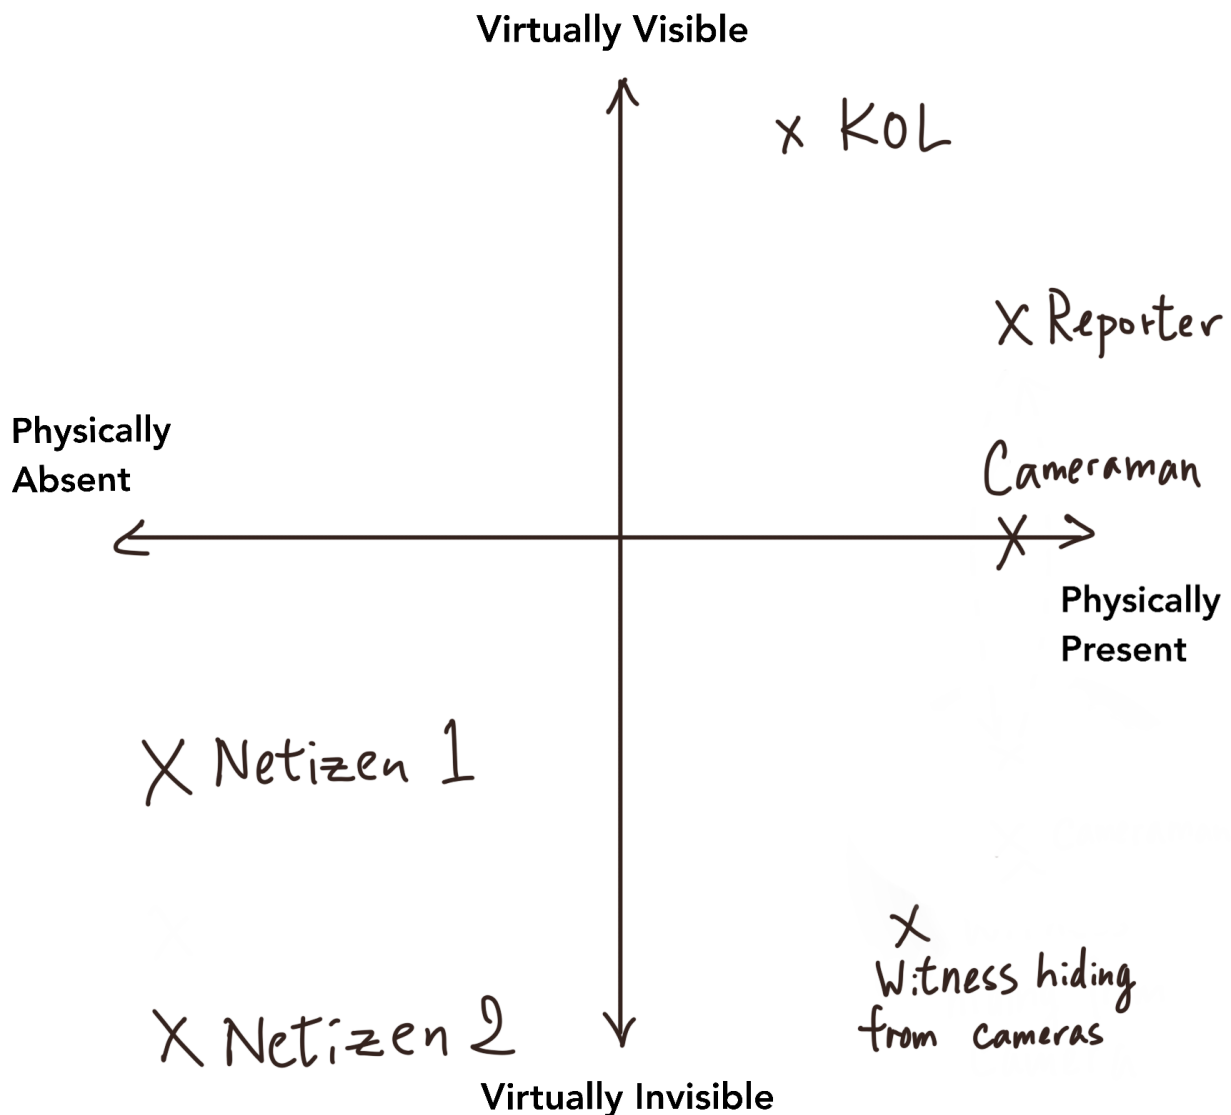 Virtually Visible
X KOL
X Reporter
Physically
Absent
Cameraman
X
Physically
Present
X Netizen 1
X
Witness hiding
from cameras
X Netizen 2
Virtually Invisible